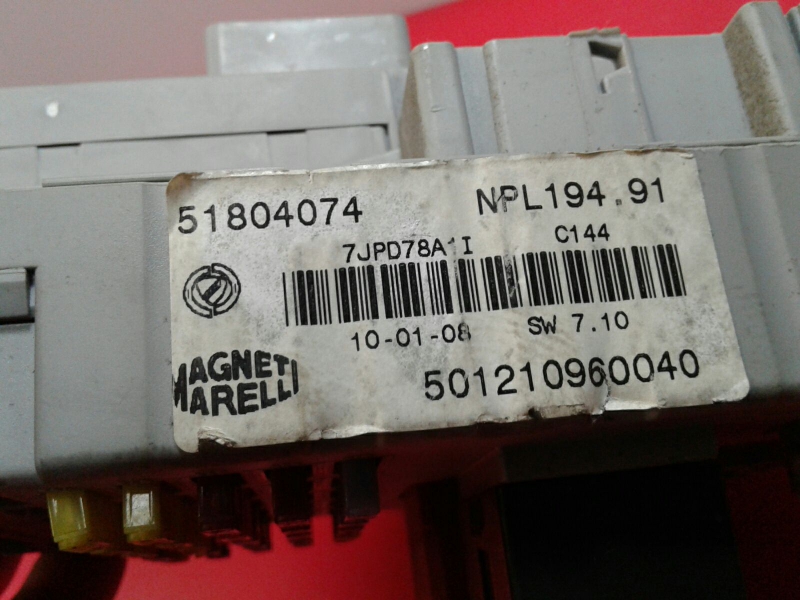 51804074 NPL194.91
7JPD78A1I C144
10-01-08 SW 7.10
MAGNETI
MARELLI
501210960040